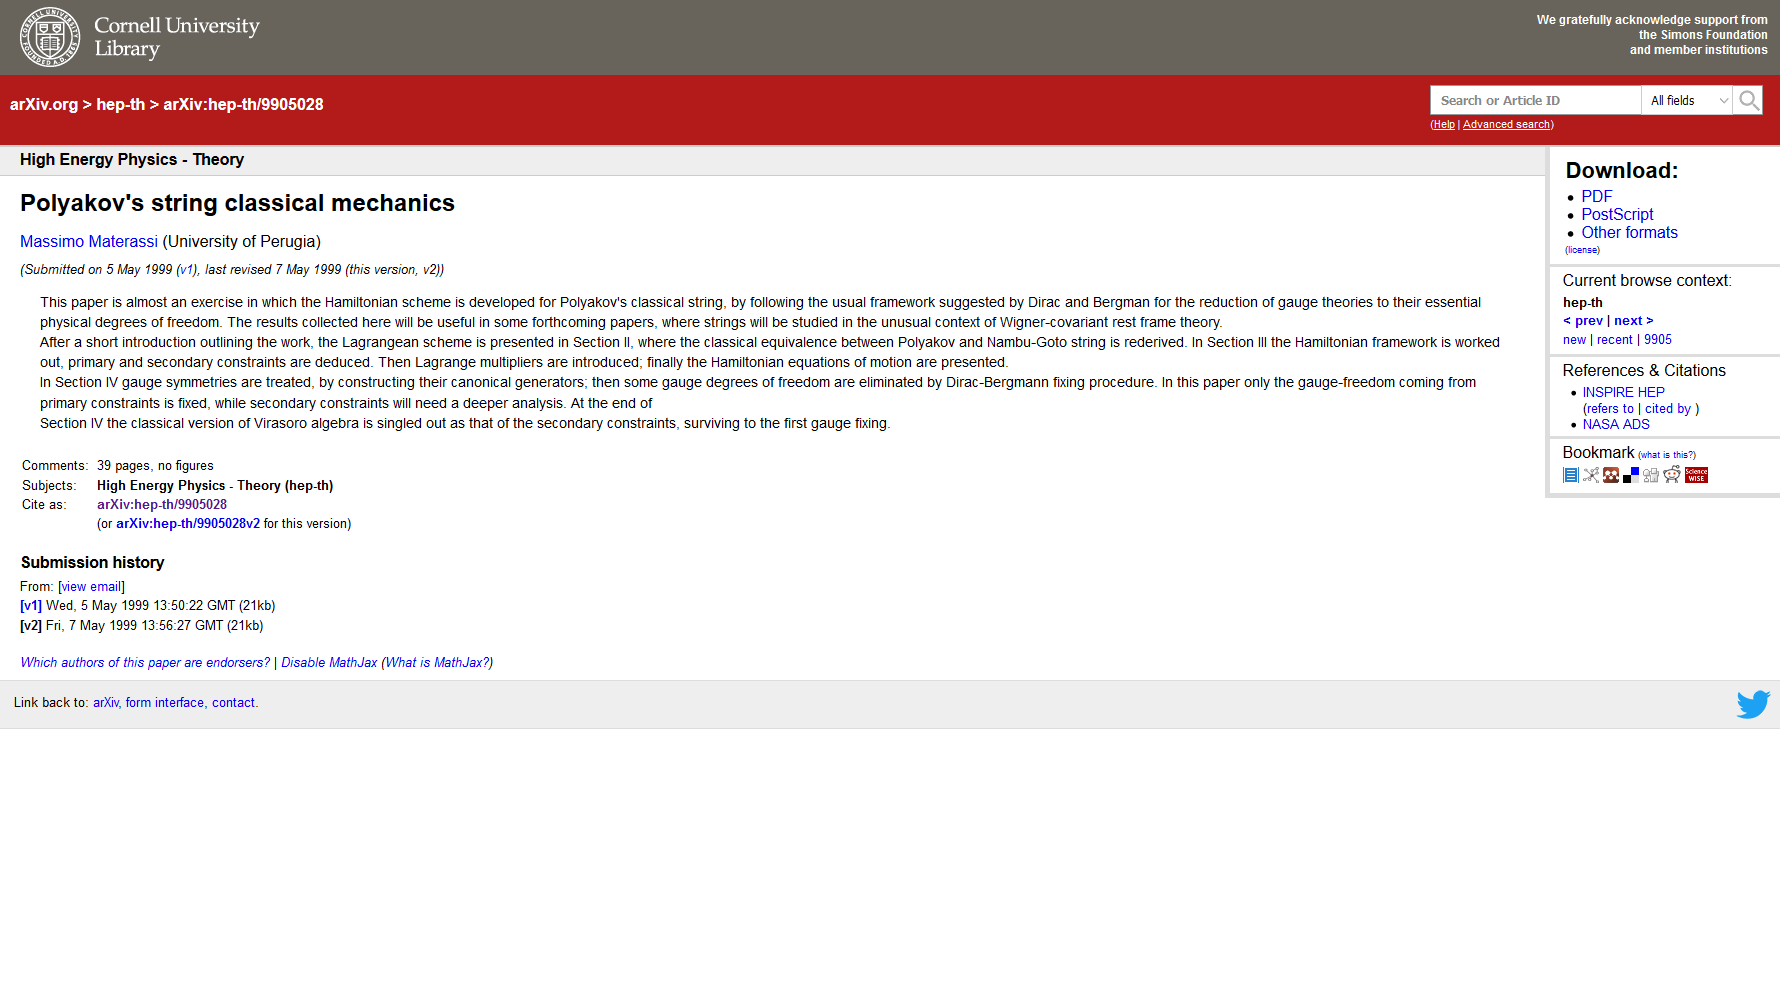 Cornell University
Library
We gratefully acknowledge support from
the Simons Foundation
and member institutions
arXiv.org > hep-th > arXiv:hep-th/9905028
Search or Article ID
All fields
(Help | Advanced search)
High Energy Physics - Theory
Polyakov's string classical mechanics
Massimo Materassi (University of Perugia)
(Submitted on 5 May 1999 (v1), last revised 7 May 1999 (this version, v2))
This paper is almost an exercise in which the Hamiltonian scheme is developed for Polyakov's classical string, by following the usual framework suggested by Dirac and Bergman for the reduction of gauge theories to their essential
physical degrees of freedom. The results collected here will be useful in some forthcoming papers, where strings will be studied in the unusual context of Wigner-covariant rest frame theory.
After a short introduction outlining the work, the Lagrangean scheme is presented in Section II, where the classical equivalence between Polyakov and Nambu-Goto string is rederived. In Section III the Hamiltonian framework is worked
out, primary and secondary constraints are deduced. Then Lagrange multipliers are introduced; finally the Hamiltonian equations of motion are presented.
In Section IV gauge symmetries are treated, by constructing their canonical generators; then some gauge degrees of freedom are eliminated by Dirac-Bergmann fixing procedure. In this paper only the gauge-freedom coming from
primary constraints is fixed, while secondary constraints will need a deeper analysis. At the end of
Section IV the classical version of Virasoro algebra is singled out as that of the secondary constraints, surviving to the first gauge fixing.
Comments: 39 pages, no figures
Subjects: High Energy Physics - Theory (hep-th)
Cite as: arXiv:hep-th/9905028
(or arXiv:hep-th/9905028v2 for this version)
Submission history
From: [view email]
[v1] Wed, 5 May 1999 13:50:22 GMT (21kb)
[v2] Fri, 7 May 1999 13:56:27 GMT (21kb)
Which authors of this paper are endorsers? | Disable MathJax (What is MathJax?)
Link back to: arXiv, form interface, contact.
Download:
PDF
PostScript
Other formats
(license)
Current browse context:
hep-th
< prev | next >
new | recent | 9905
References & Citations
INSPIRE HEP
(refers to | cited by )
NASA ADS
Bookmark (what is this?)
Science
WISE